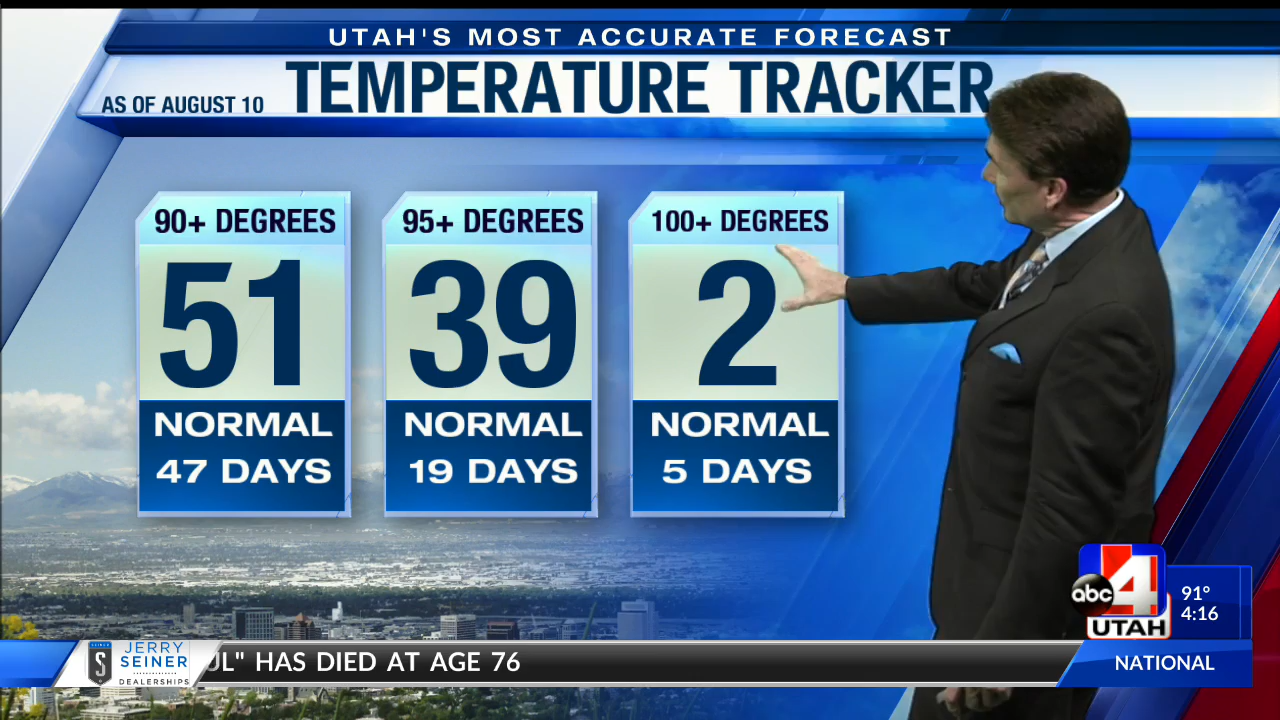 UTAH'S MOST ACCURATE FORECAST
AS OF AUGUST 10 TEMPERATURE TRACKER
90+ DEGREES
51
NORMAL
47 DAYS
95+ DEGREES
39
NORMAL
19 DAYS
100+ DEGREES
2
NORMAL
5 DAYS
abc 4
UTAH
91°
4:16
S
JERRY
SEINER
DEALERSHIPS
UL" HAS DIED AT AGE 76
NATIONAL